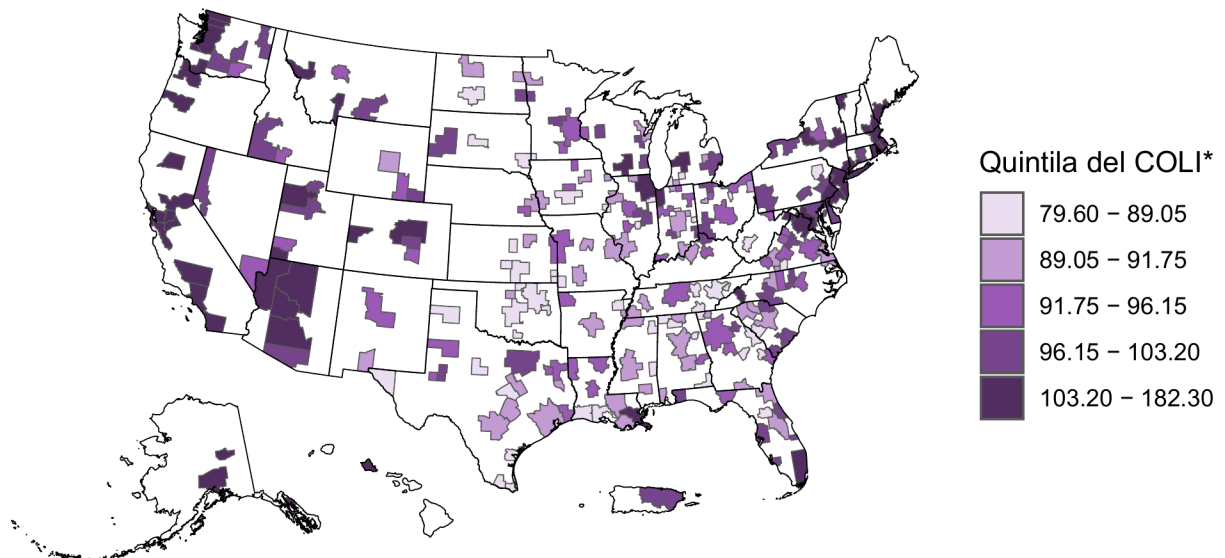 Quintila del COLI*
79.60 − 89.05
89.05 − 91.75
91.75 − 96.15
96.15 − 103.20
103.20 − 182.30